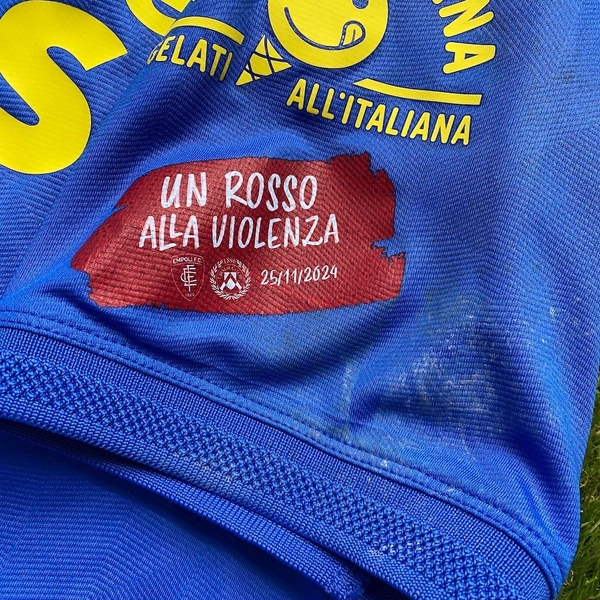 S
GELATI
ALL'ITALIANA
UN ROSSO
ALLA VIOLENZA
EMPOLI F.C.
25/11/2024